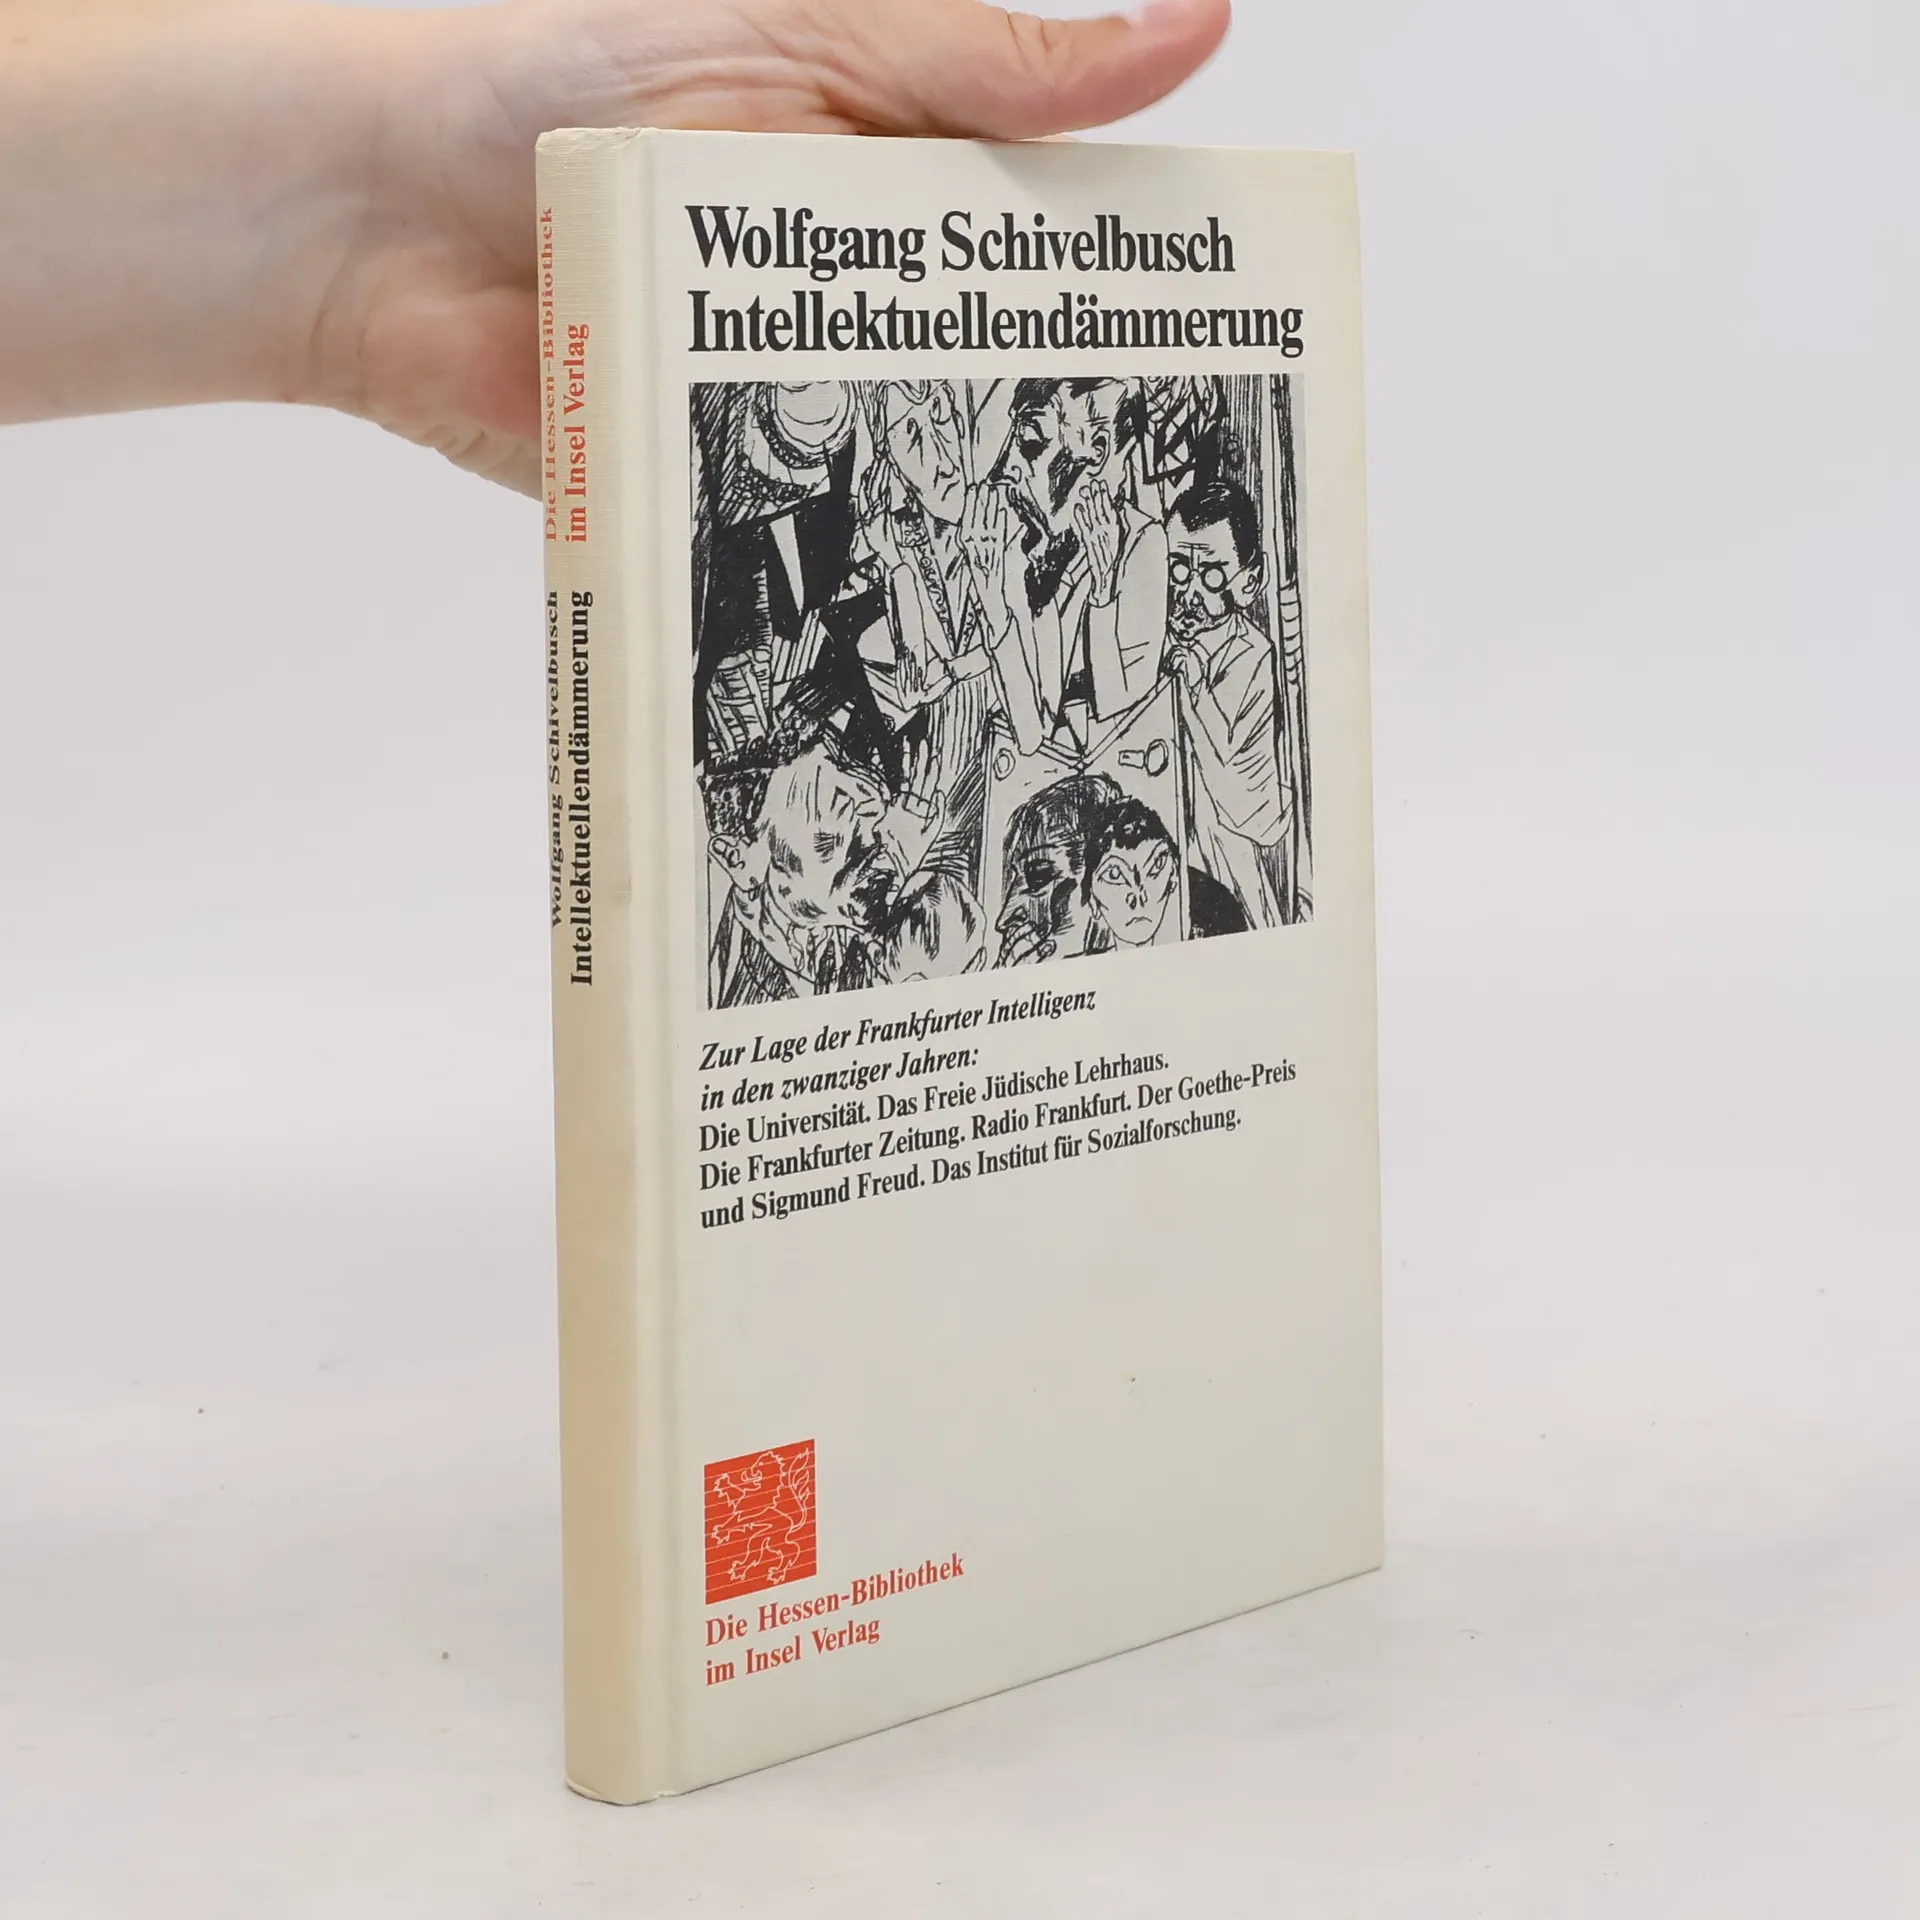 Wolfgang Schivelbusch
Intellektuellendämmerung
Zur Lage der Frankfurter Intelligenz
in den zwanziger Jahren:
Die Universität. Das Freie Jüdische Lehrhaus.
Die Frankfurter Zeitung. Radio Frankfurt. Der Goethe-Preis
und Sigmund Freud. Das Institut für Sozialforschung.
Die Hessen-Bibliothek
im Insel Verlag
Wolfgang Schivelbusch
Intellektuellendämmerung
Die Hessen-Bibliothek
im Insel Verlag